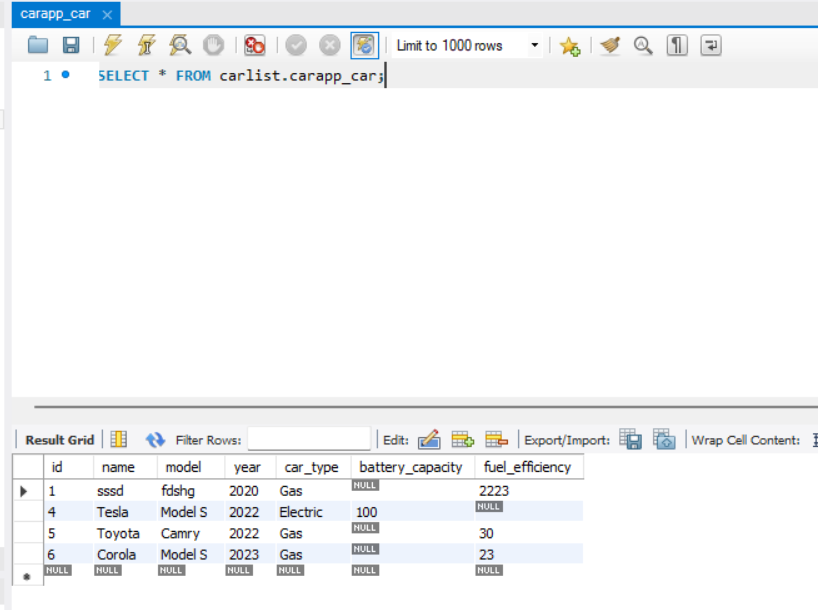 carapp_car
Limit to 1000 rows
1 SELECT * FROM carlist.carapp_car;
Result Grid Filter Rows: Edit: Export/Import: Wrap Cell Content:
id name model year car_type battery_capacity fuel_efficiency
1 sssd fdshg 2020 Gas NULL 2223
4 Tesla Model S 2022 Electric 100 NULL
5 Toyota Camry 2022 Gas NULL 30
6 Corola Model S 2023 Gas NULL 23
NULL NULL NULL NULL NULL NULL NULL